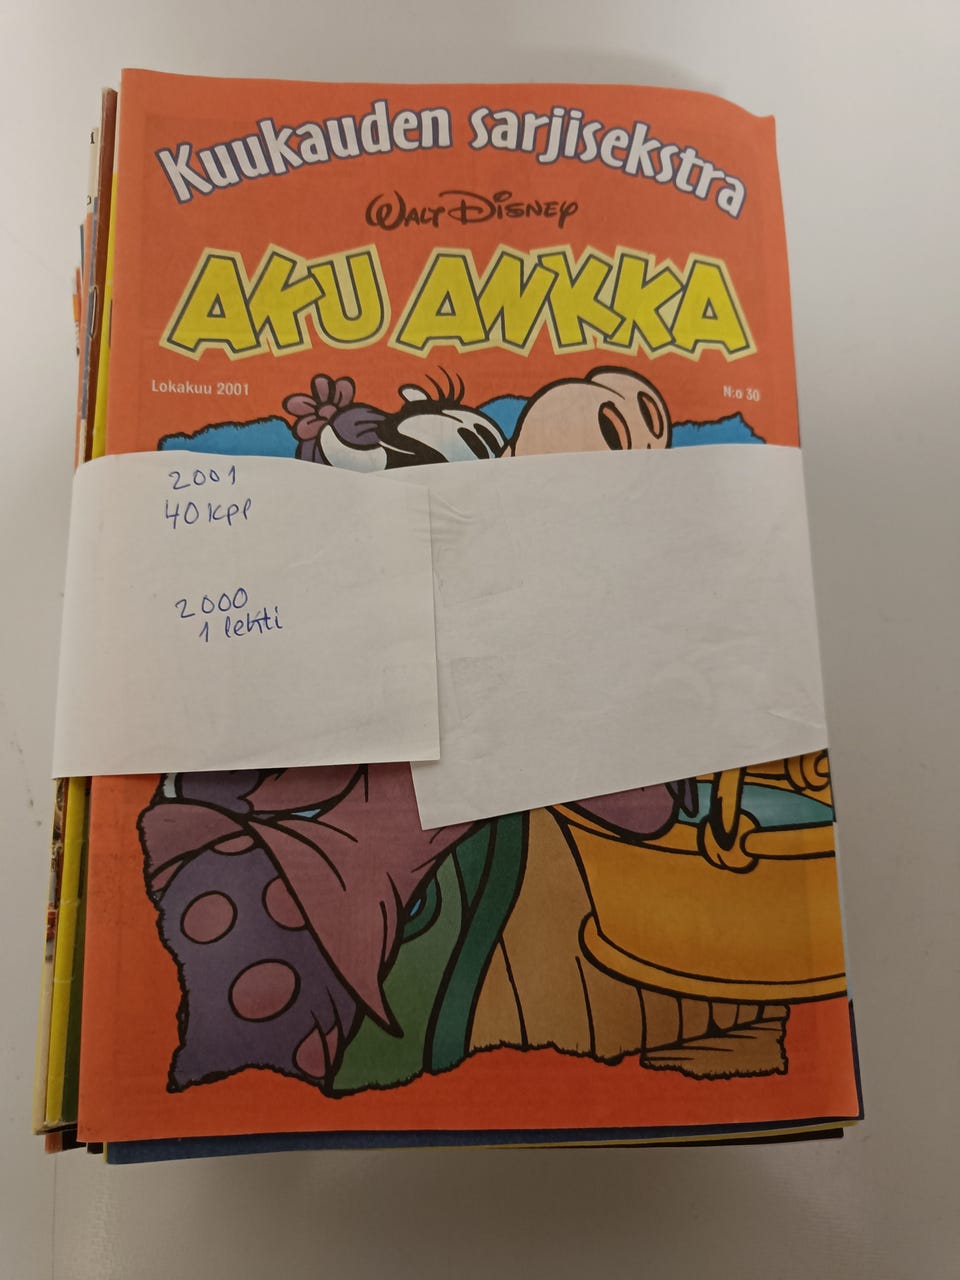 Kuukauden sarjisekstra
WALT DISNEY
AKU ANKKA
Lokakuu 2001 N:o 30
2001
40 kpl
2000
1 lehti